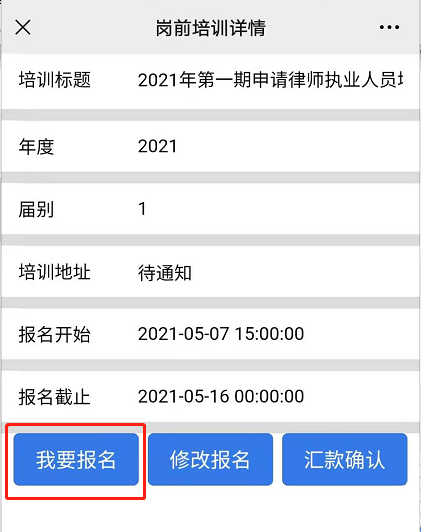 岗前培训详情
培训标题 2021年第一期申请律师执业人员
年度 2021
届别 1
培训地址 待通知
报名开始 2021-05-07 15:00:00
报名截止 2021-05-16 00:00:00
我要报名 修改报名 汇款确认